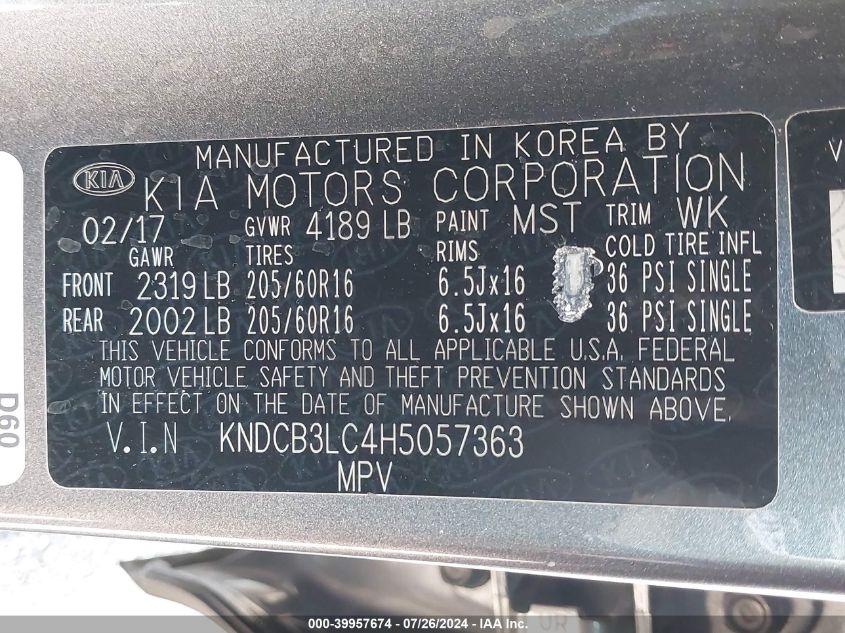 MANUFACTURED IN KOREA BY
KIA KIA MOTORS CORPORATION
02/17 GVWR 4189 LB PAINT MST TRIM WK
GAWR TIRES RIMS COLD TIRE INFL
FRONT 2319 LB 205/60R16 6.5Jx16 36 PSI SINGLE
REAR 2002 LB 205/60R16 6.5Jx16 36 PSI SINGLE
THIS VEHICLE CONFORMS TO ALL APPLICABLE U.S.A. FEDERAL
MOTOR VEHICLE SAFETY AND THEFT PREVENTION STANDARDS
IN EFFECT ON THE DATE OF MANUFACTURE SHOWN ABOVE.
V.I.N KNDCB3LC4H5057363
MPV
D60
V
UR
000-39957674 - 07/26/2024 - IAA Inc.